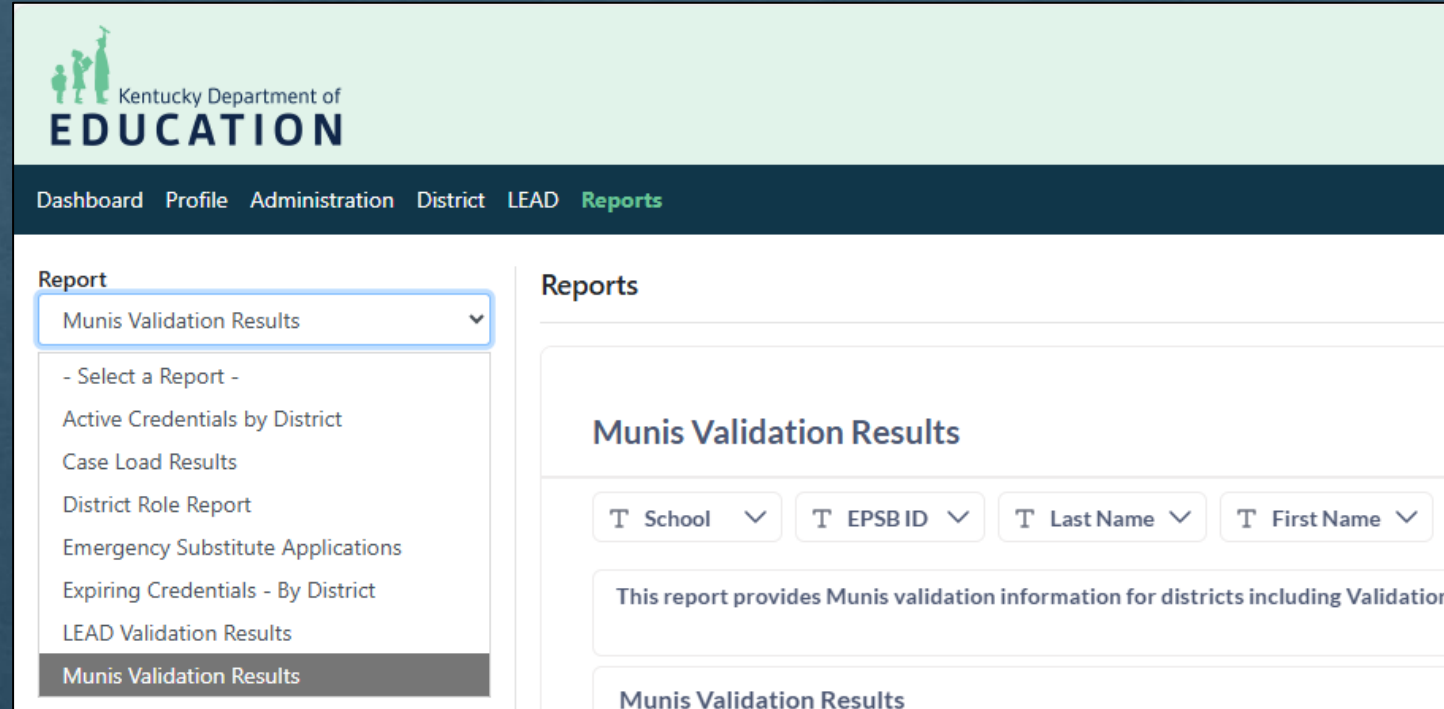 Kentucky Department of
EDUCATION
Dashboard Profile Administration District LEAD Reports
Report
Munis Validation Results
- Select a Report -
Active Credentials by District
Case Load Results
District Role Report
Emergency Substitute Applications
Expiring Credentials - By District
LEAD Validation Results
Munis Validation Results
Reports
Munis Validation Results
T School T EPSB ID T Last Name T First Name
This report provides Munis validation information for districts including Validation
Munis Validation Results